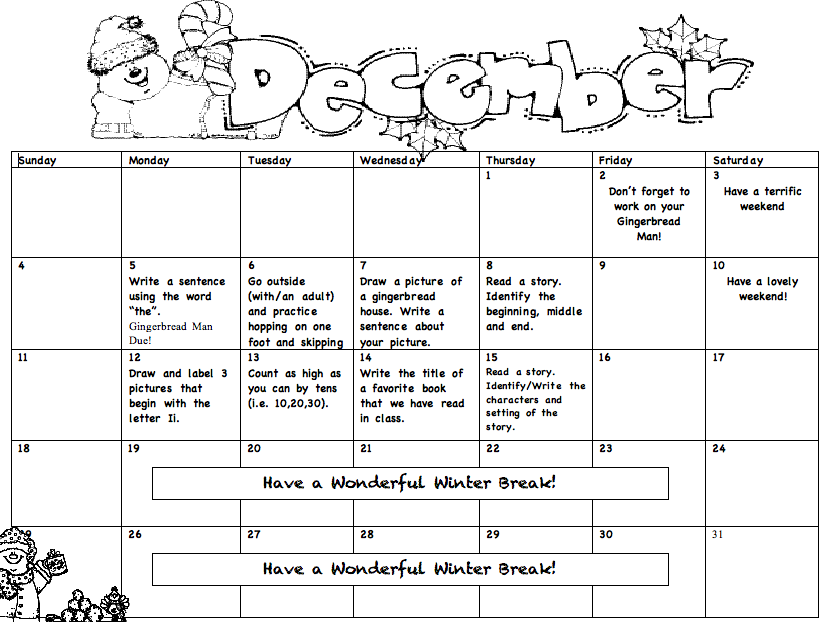 December
Sunday Monday Tuesday Wednesday Thursday Friday Saturday
1
2
Don't forget to
work on your
Gingerbread
Man!
3
Have a terrific
weekend
4
5
Write a sentence
using the word
"the".
Gingerbread Man
Due!
6
Go outside
(with/an adult)
and practice
hopping on one
foot and skipping
7
Draw a picture of
a gingerbread
house. Write a
sentence about
your picture.
8
Read a story.
Identify the
beginning, middle
and end.
9
10
Have a lovely
weekend!
11
12
Draw and label 3
pictures that
begin with the
letter Ii.
13
Count as high as
you can by tens
(i.e. 10,20,30).
14
Write the title of
a favorite book
that we have read
in class.
15
Read a story.
Identify/Write the
characters and
setting of the
story.
16
17
18
19
20
21
22
23
24
Have a Wonderful Winter Break!
26
27
28
29
30
31
Have a Wonderful Winter Break!